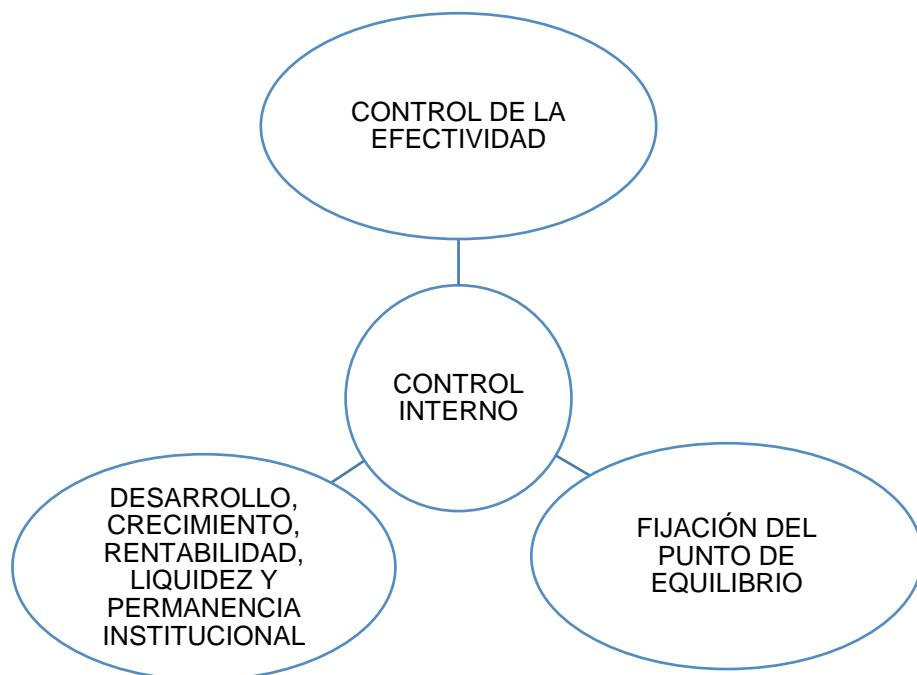 CONTROL DE LA
EFECTIVIDAD
CONTROL
INTERNO
DESARROLLO,
CRECIMIENTO,
RENTABILIDAD,
LIQUIDEZ Y
PERMANENCIA
INSTITUCIONAL
FIJACIÓN DEL
PUNTO DE
EQUILIBRIO